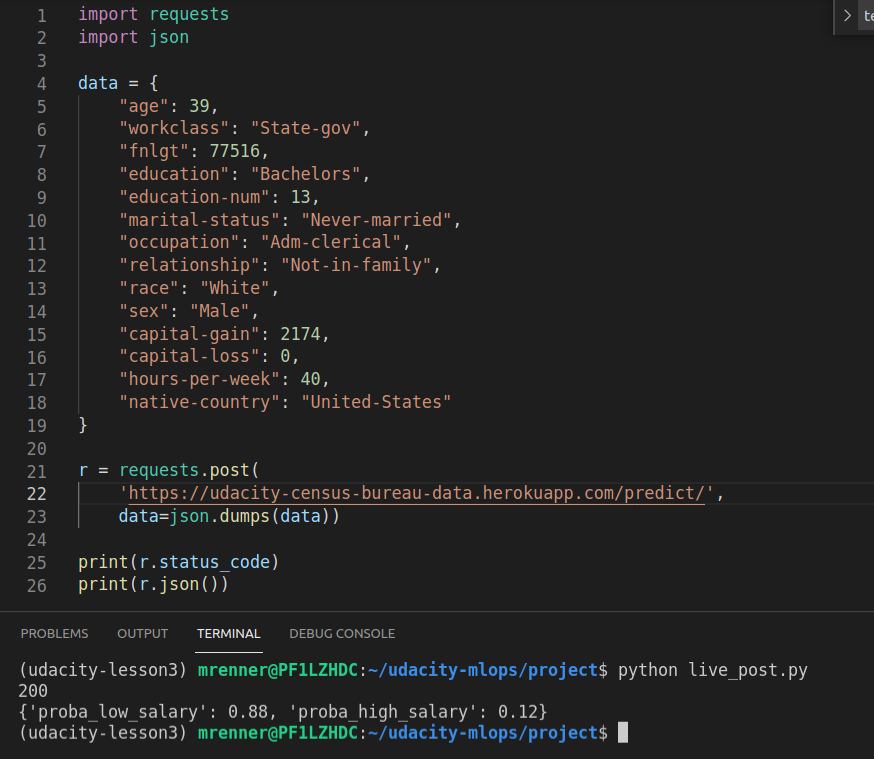 1 import requests
2 import json
3
4 data = {
5     "age": 39,
6     "workclass": "State-gov",
7     "fnlgt": 77516,
8     "education": "Bachelors",
9     "education-num": 13,
10     "marital-status": "Never-married",
11     "occupation": "Adm-clerical",
12     "relationship": "Not-in-family",
13     "race": "White",
14     "sex": "Male",
15     "capital-gain": 2174,
16     "capital-loss": 0,
17     "hours-per-week": 40,
18     "native-country": "United-States"
19 }
20
21 r = requests.post(
22     'https://udacity-census-bureau-data.herokuapp.com/predict/',
23     data=json.dumps(data))
24
25 print(r.status_code)
26 print(r.json())
PROBLEMS OUTPUT TERMINAL DEBUG CONSOLE
(udacity-lesson3) mrenner@PF1LZHDC:~/udacity-mlops/project$ python live_post.py
200
{'proba_low_salary': 0.88, 'proba_high_salary': 0.12}
(udacity-lesson3) mrenner@PF1LZHDC:~/udacity-mlops/project$